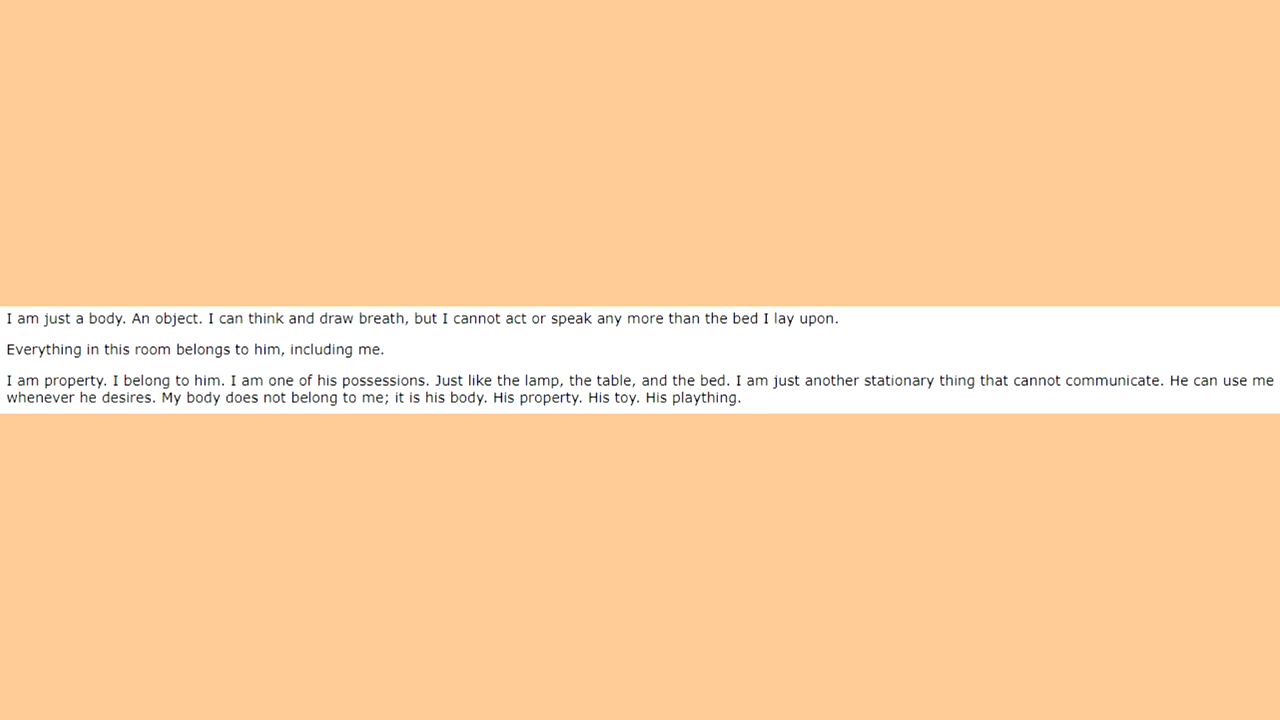 I am just a body. An object. I can think and draw breath, but I cannot act or speak any more than the bed I lay upon.
Everything in this room belongs to him, including me.
I am property. I belong to him. I am one of his possessions. Just like the lamp, the table, and the bed. I am just another stationary thing that cannot communicate. He can use me
whenever he desires. My body does not belong to me; it is his body. His property. His toy. His plaything.